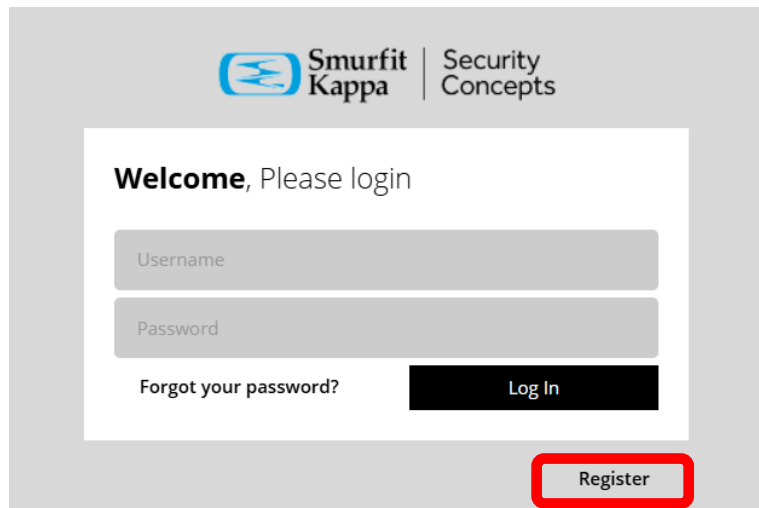 Smurfit Kappa
Security Concepts
Welcome, Please login
Username
Password
Forgot your password?
Log In
Register